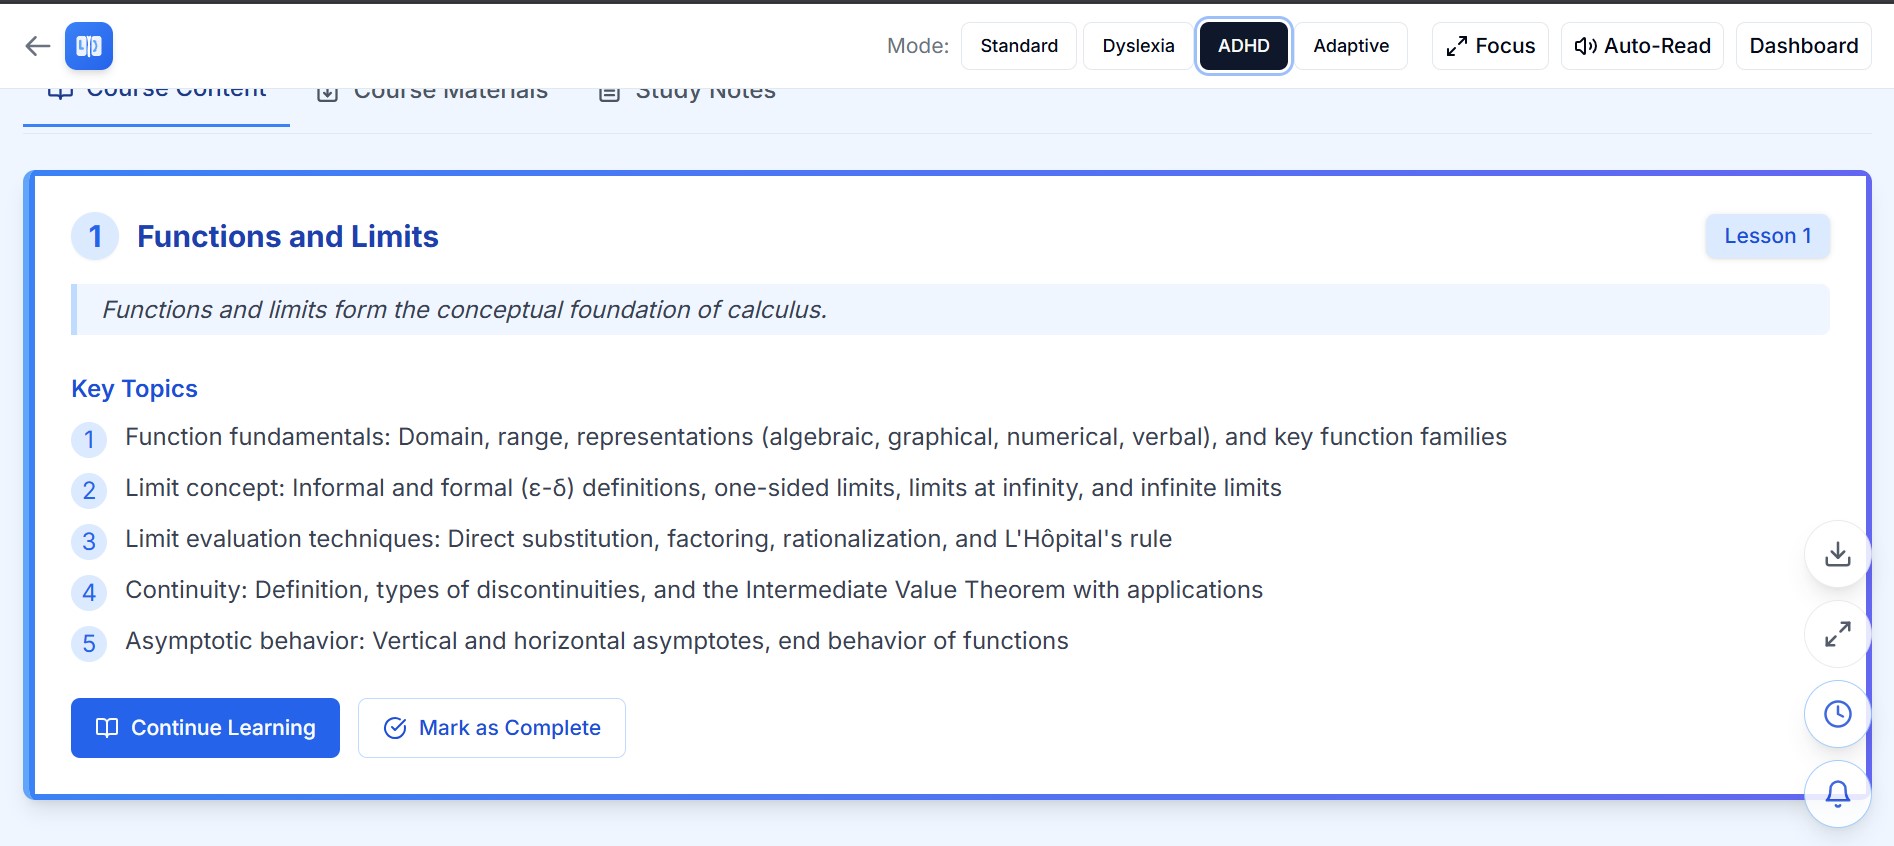 Mode:
Standard
Dyslexia
ADHD
Adaptive
Focus
Auto-Read
Dashboard
Course Content
Course Materials
Study Notes
1
Functions and Limits
Lesson 1
Functions and limits form the conceptual foundation of calculus.
Key Topics
1 Function fundamentals: Domain, range, representations (algebraic, graphical, numerical, verbal), and key function families
2 Limit concept: Informal and formal (ε-δ) definitions, one-sided limits, limits at infinity, and infinite limits
3 Limit evaluation techniques: Direct substitution, factoring, rationalization, and L'Hôpital's rule
4 Continuity: Definition, types of discontinuities, and the Intermediate Value Theorem with applications
5 Asymptotic behavior: Vertical and horizontal asymptotes, end behavior of functions
Continue Learning
Mark as Complete